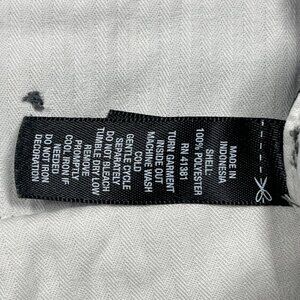 MADE IN
INDONESIA
SHELL:
100% POLYESTER
RN 41381
TURN GARMENT
INSIDE OUT
MACHINE WASH
COLD
GENTLE CYCLE
SEPARATELY
DO NOT BLEACH
TUMBLE DRY LOW
REMOVE
PROMPTLY
COOL IRON IF
NEEDED
DO NOT IRON
DECORATION